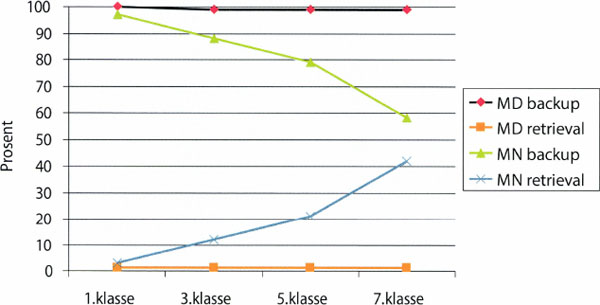 100
90
80
70
60
50
40
30
20
10
0
Prosent
1.klasse 3.klasse 5.klasse 7.klasse
MD backup
MD retrieval
MN backup
MN retrieval